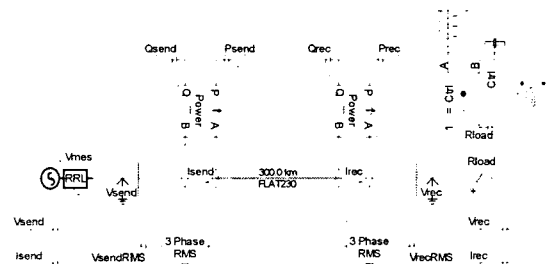 Qsend Psend Qrec Prec
P A Power Q B
P A Power Q B
A B Ctrl 1 = Ctrl
Rload
Vmes
RRL Vsend Isend 300.0 km Irec Vrec Rload
FLAT230
Vsend 3 Phase 3 Phase Vrec
Isend VsendRMS RMS RMS VrecRMS Irec